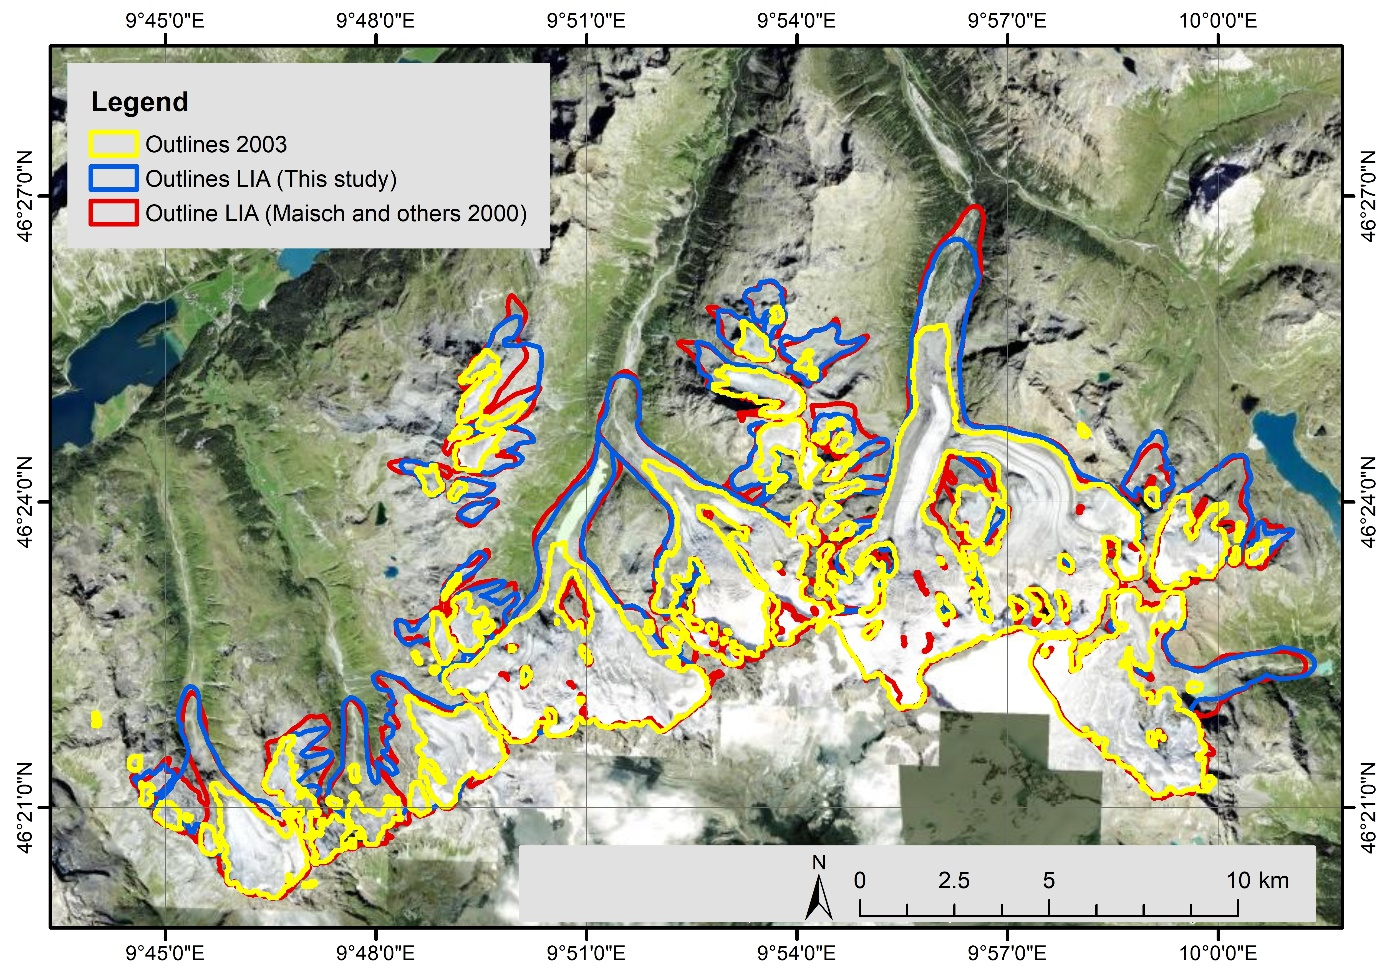 9°45'0"E 9°48'0"E 9°51'0"E 9°54'0"E 9°57'0"E 10°0'0"E
Legend
Outlines 2003
Outlines LIA (This study)
Outline LIA (Maisch and others 2000)
46°27'0"N 46°27'0"N
46°24'0"N 46°24'0"N
46°21'0"N 46°21'0"N
N
0 2.5 5 10 km
9°45'0"E 9°48'0"E 9°51'0"E 9°54'0"E 9°57'0"E 10°0'0"E